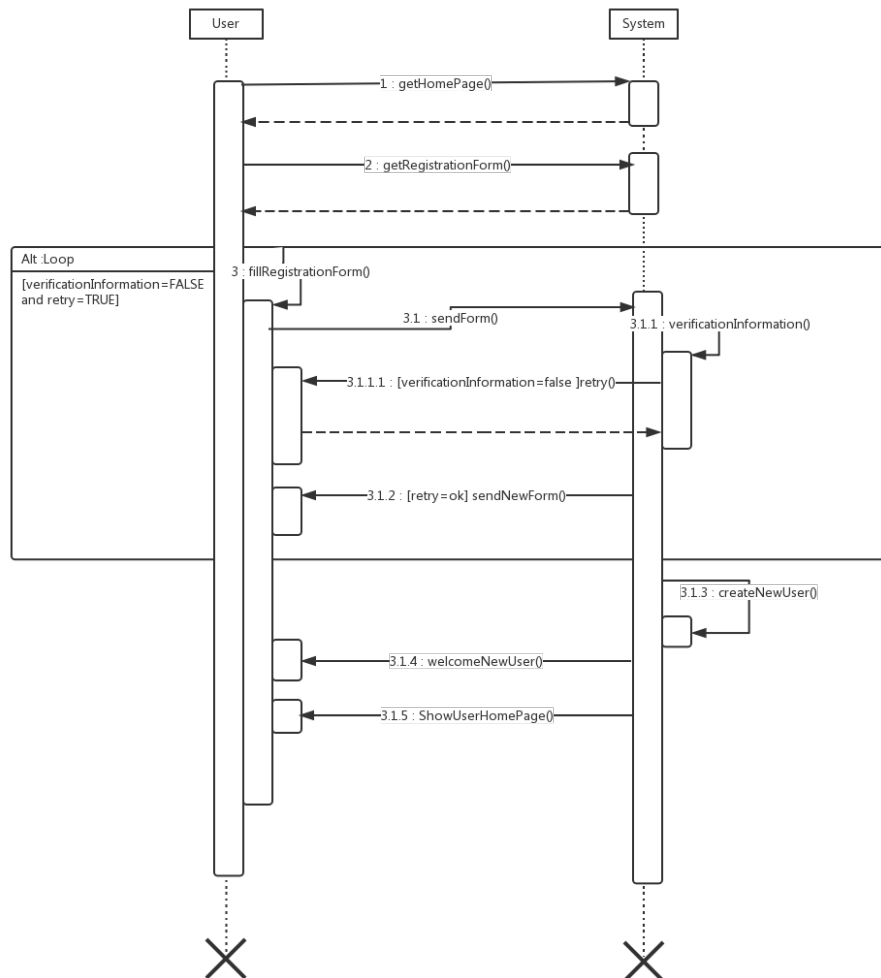 User
System
1 : getHomePage()
2 : getRegistrationForm()
Alt :Loop
[verificationInformation=FALSE
and retry=TRUE]
3 : fillRegistrationForm()
3.1 : sendForm()
3.1.1 : verificationInformation()
3.1.1.1 : [verificationInformation=false ]retry()
3.1.2 : [retry=ok] sendNewForm()
3.1.3 : createNewUser()
3.1.4 : welcomeNewUser()
3.1.5 : ShowUserHomePage()